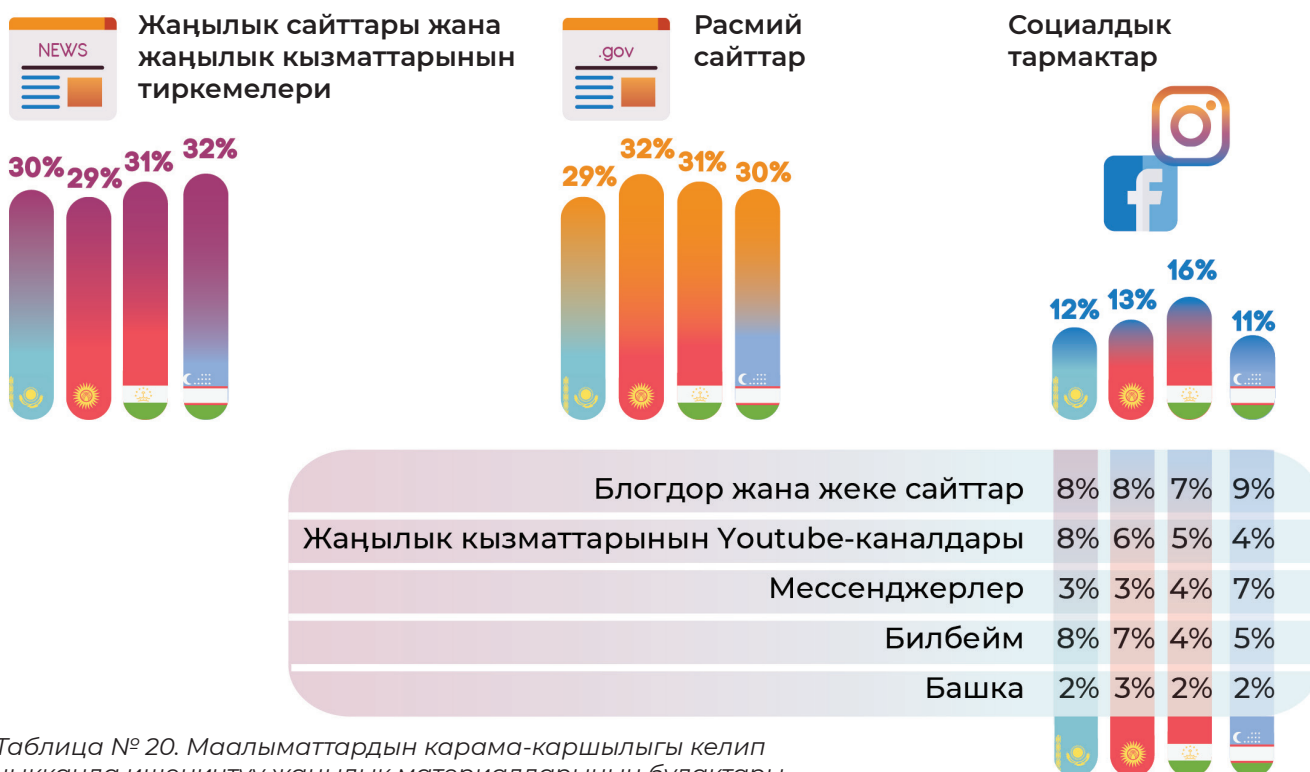 NEWS
Жаңылык сайттары жана
жаңылык кызматтарынын
тиркемелери
30% 29% 31% 32%
.gov
Расмий
сайттар
29% 32% 31% 30%
Социалдык
тармактар
12% 13% 16% 11%
Блогдор жана жеке сайттар 8% 8% 7% 9%
Жаңылык кызматтарынын Youtube-каналдары 8% 6% 5% 4%
Мессенджерлер 3% 3% 4% 7%
Билбейм 8% 7% 4% 5%
Башка 2% 3% 2% 2%
Таблица № 20. Маалыматтардын карама-каршылыгы келип